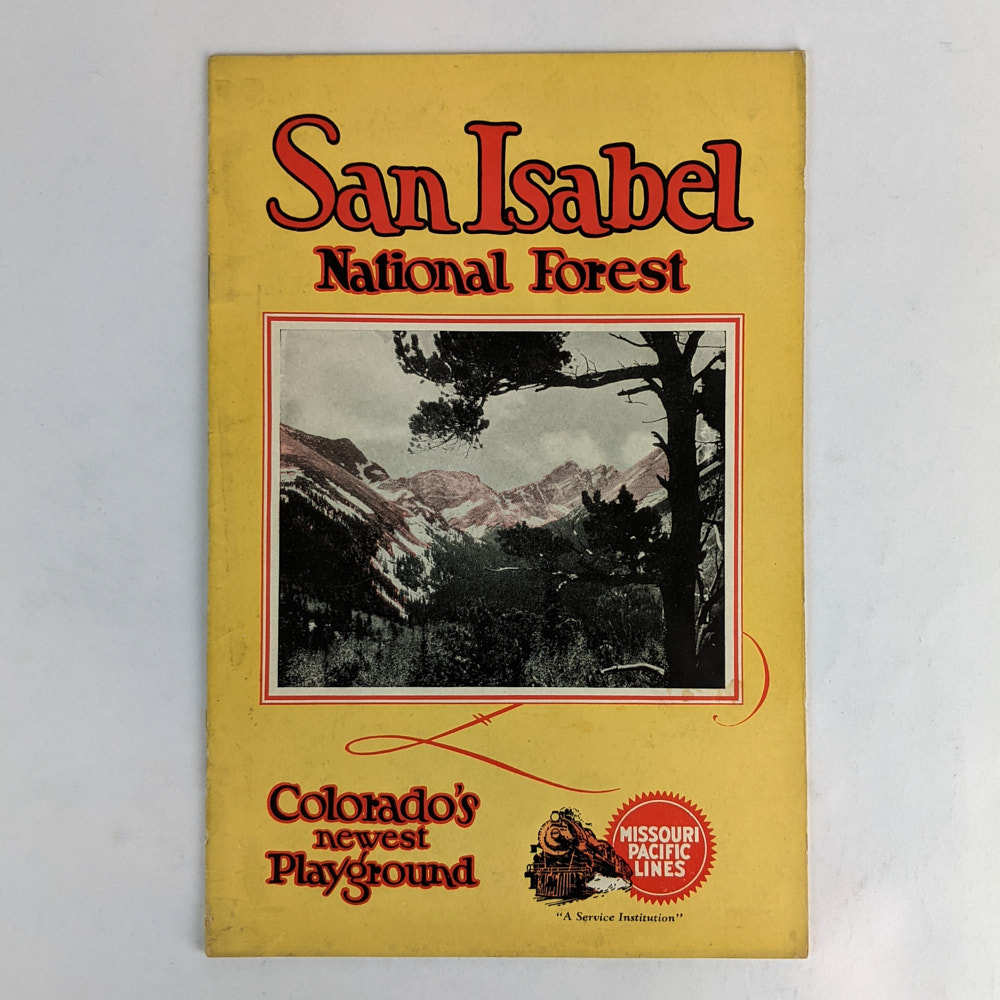 San Isabel
National Forest
Colorado's
newest
Playground
MISSOURI
PACIFIC
LINES
"A Service Institution"